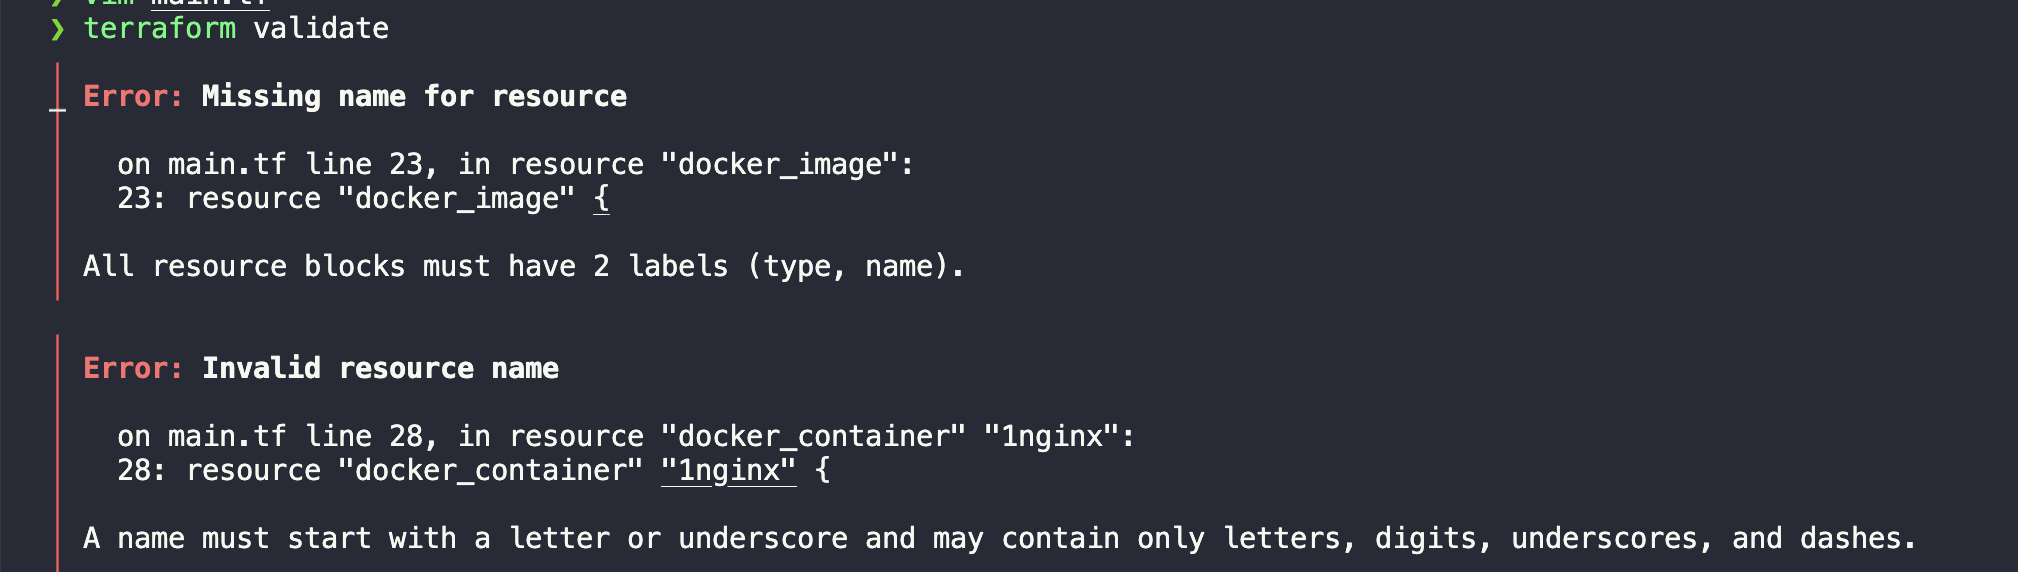 ❯ vim main.tf
❯ terraform validate
Error: Missing name for resource
on main.tf line 23, in resource "docker_image":
23: resource "docker_image" {
All resource blocks must have 2 labels (type, name).
Error: Invalid resource name
on main.tf line 28, in resource "docker_container" "1nginx":
28: resource "docker_container" "1nginx" {
A name must start with a letter or underscore and may contain only letters, digits, underscores, and dashes.